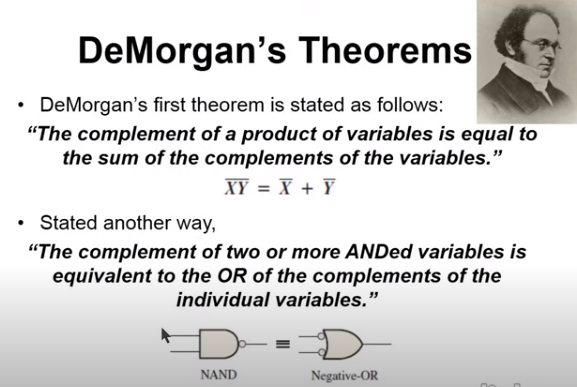 DeMorgan's Theorems
• DeMorgan's first theorem is stated as follows:
"The complement of a product of variables is equal to
the sum of the complements of the variables."
X̅Y̅ = X̅ + Y̅
• Stated another way,
"The complement of two or more ANDed variables is
equivalent to the OR of the complements of the
individual variables."
≡
NAND
Negative-OR